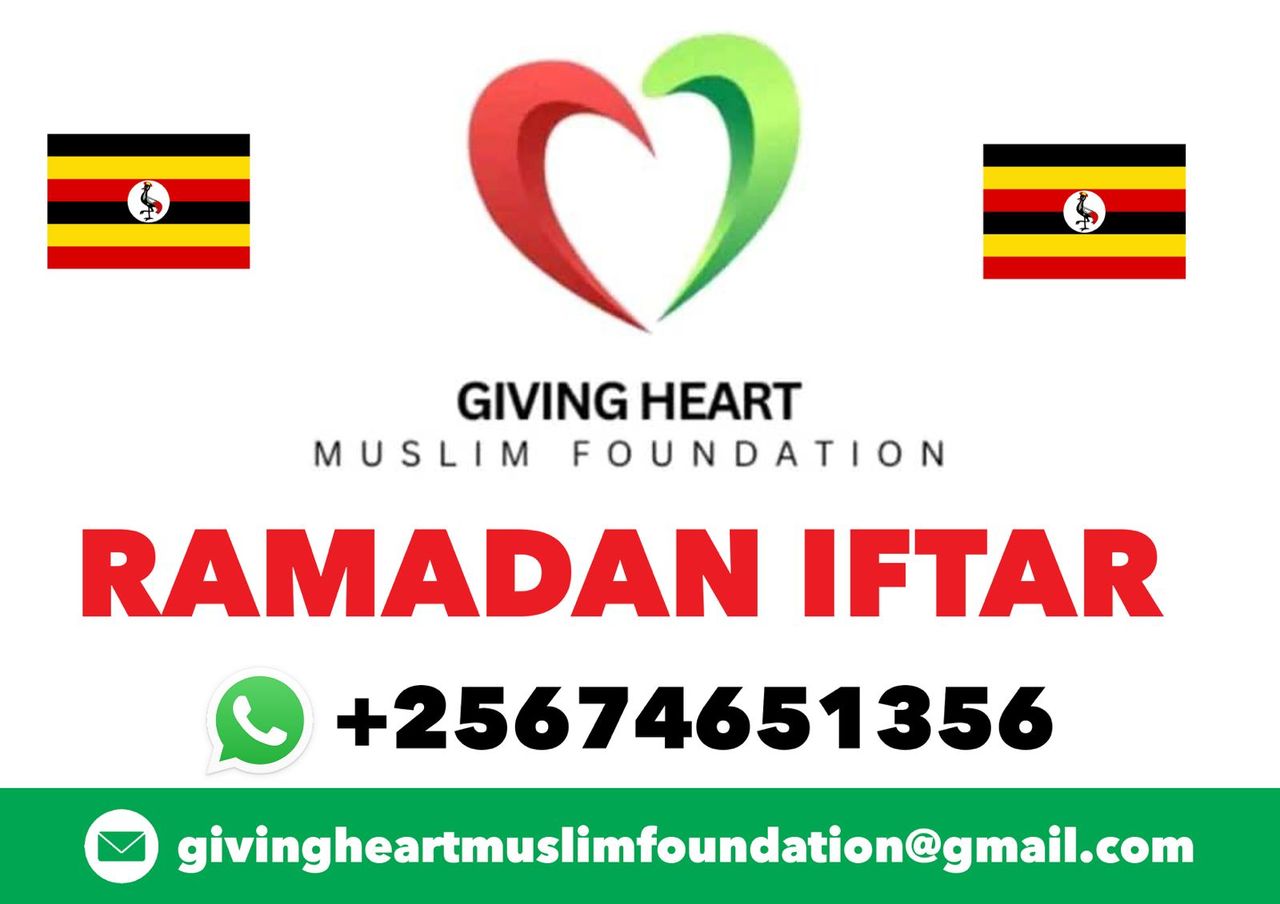 GIVING HEART
MUSLIM FOUNDATION
RAMADAN IFTAR
+25674651356
givingheartmuslimfoundation@gmail.com